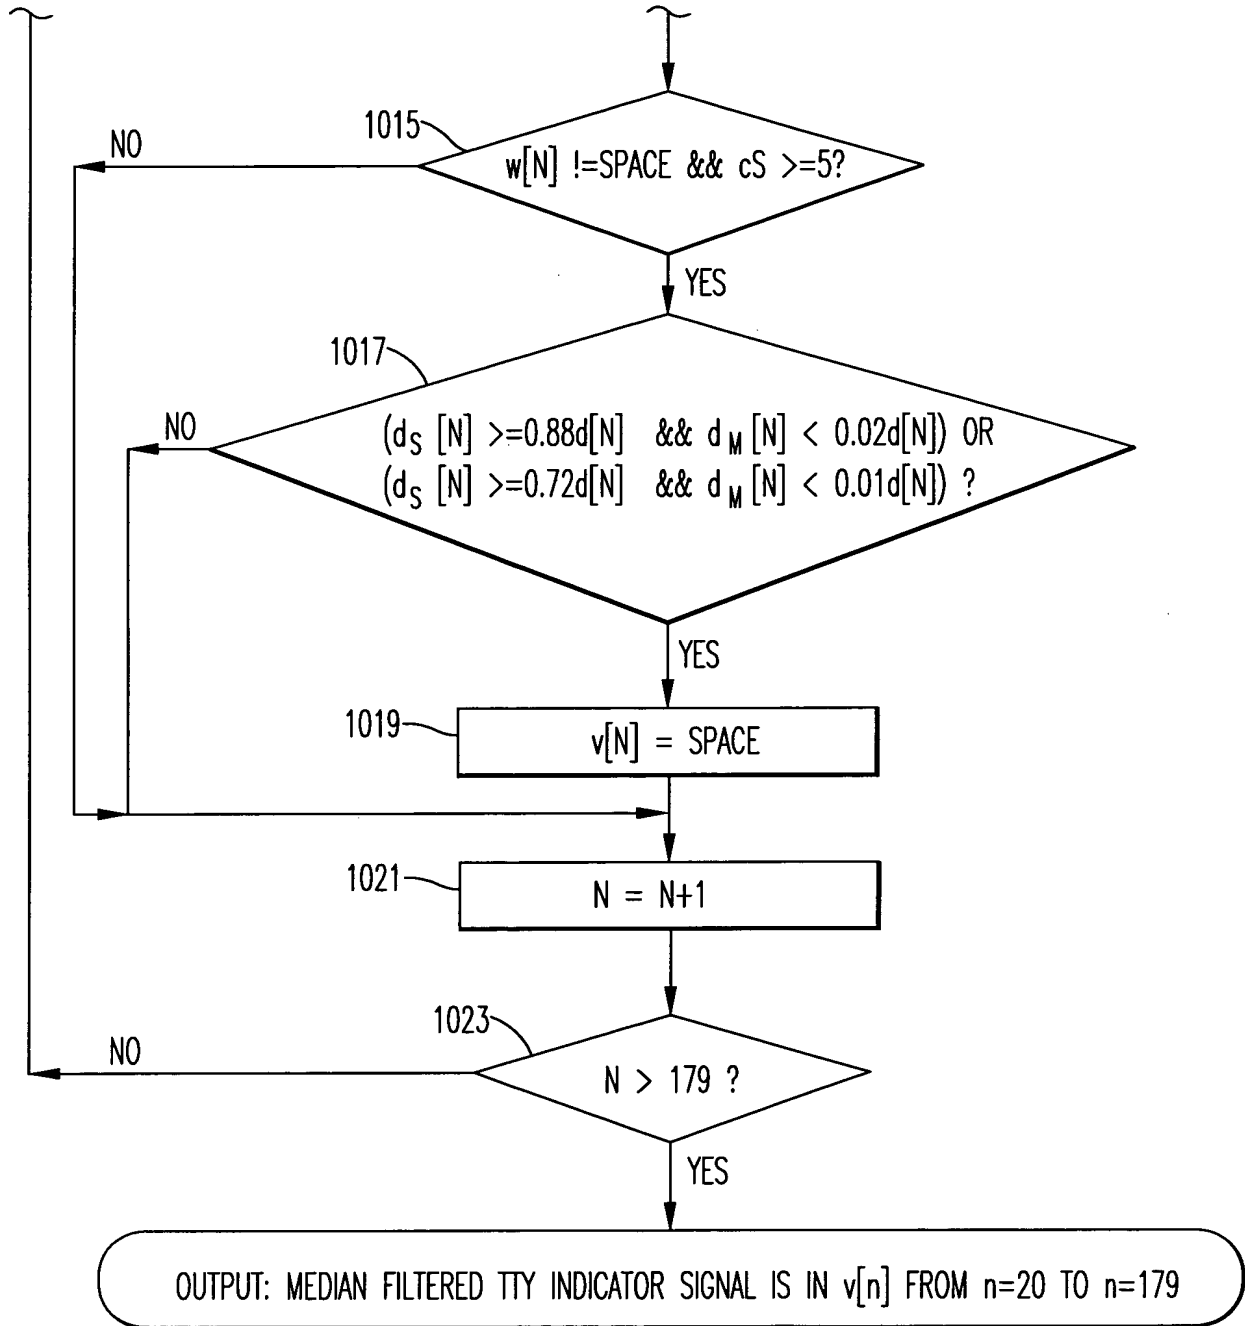 1015
NO
w[N] !=SPACE && cS >=5?
YES
1017
NO
(dS [N] >=0.88d[N] && dM [N] < 0.02d[N]) OR
(dS [N] >=0.72d[N] && dM [N] < 0.01d[N]) ?
YES
1019
v[N] = SPACE
1021
N = N+1
1023
NO
N > 179 ?
YES
OUTPUT: MEDIAN FILTERED TTY INDICATOR SIGNAL IS IN v[n] FROM n=20 TO n=179